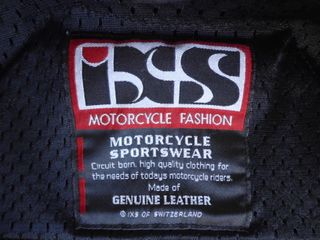 iXS
MOTORCYCLE FASHION
MOTORCYCLE
SPORTSWEAR
Circuit born, high quality clothing for
the needs of todays motorcycle riders.
Made of
GENUINE LEATHER
© IXS OF SWITZERLAND